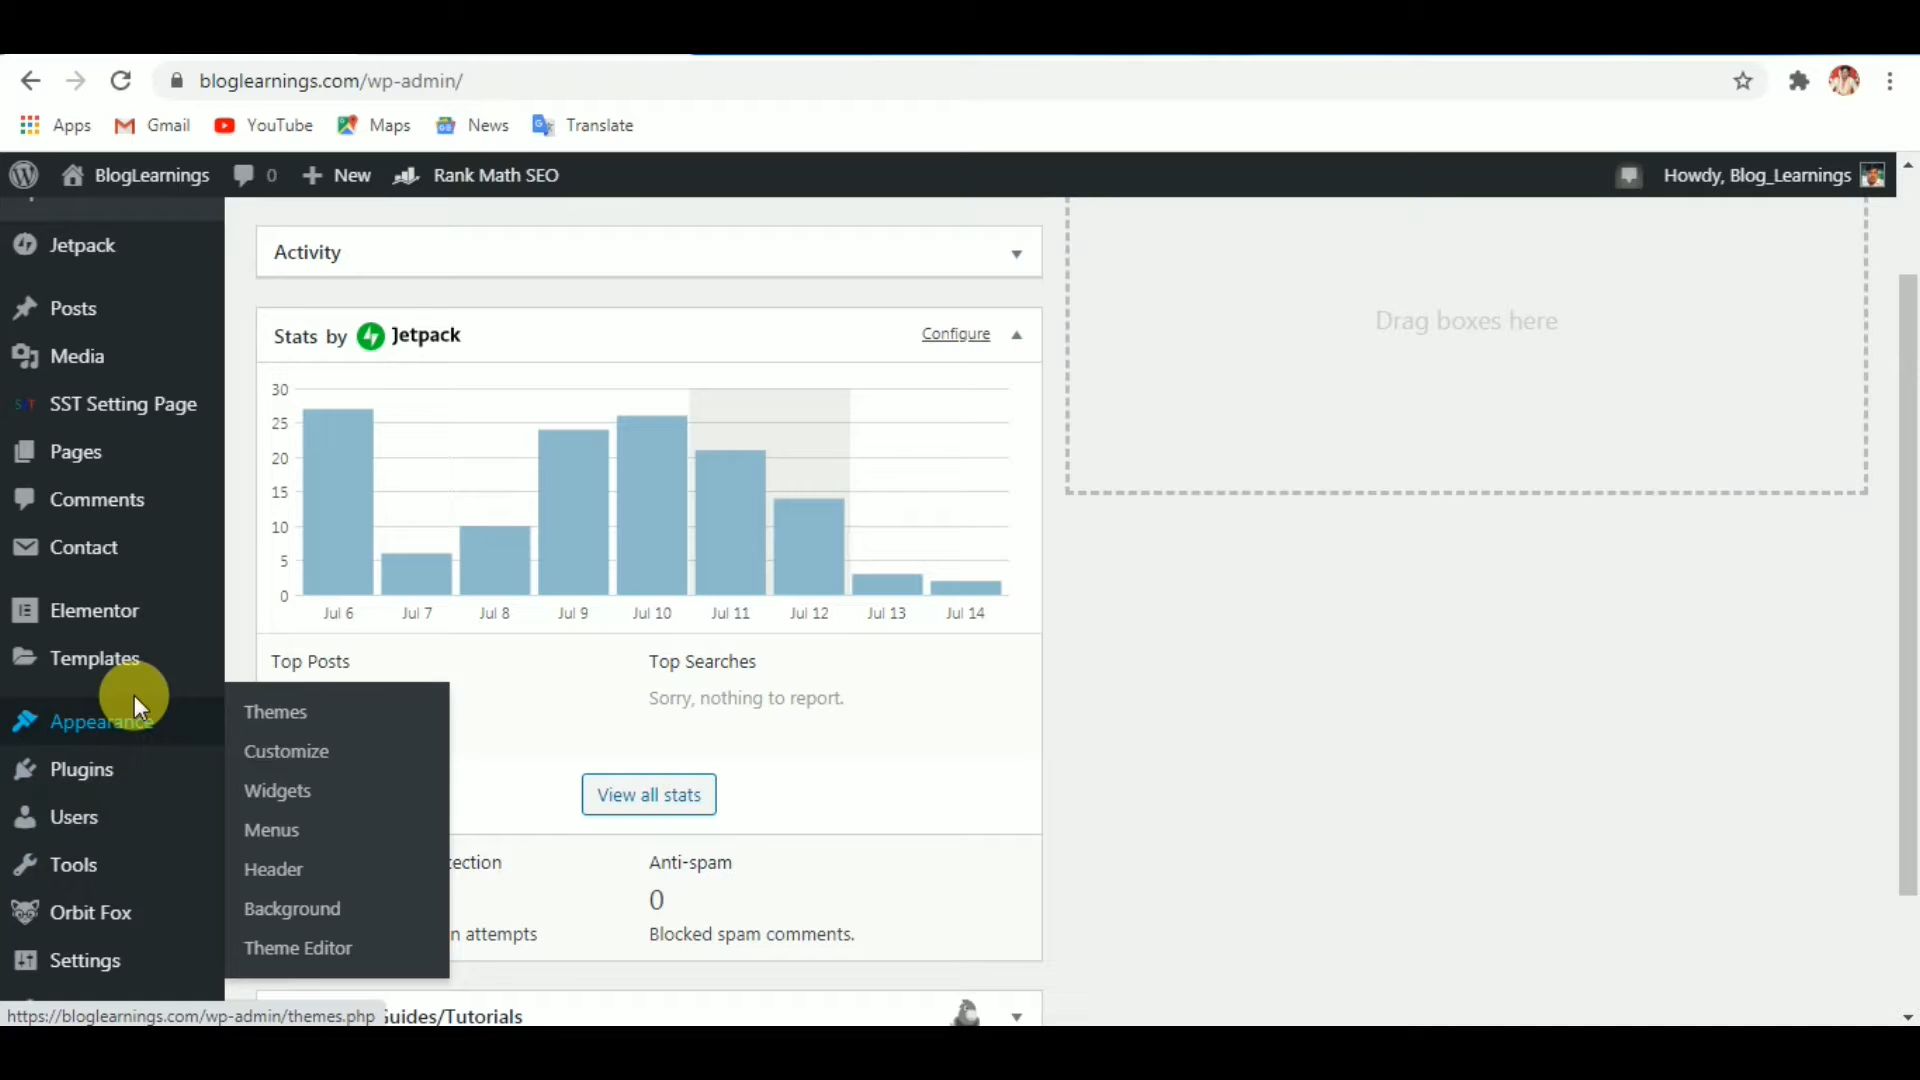 bloglearnings.com/wp-admin/
Apps Gmail YouTube Maps News Translate
BlogLearnings 0 New Rank Math SEO Howdy, Blog_Learnings
Jetpack
Posts
Media
SST Setting Page
Pages
Comments
Contact
Elementor
Templates
Appearance
Plugins
Users
Tools
Orbit Fox
Settings
Themes
Customize
Widgets
Menus
Header
Background
Theme Editor
Activity
Stats by Jetpack Configure
30
25
20
15
10
5
0
Jul 6 Jul 7 Jul 8 Jul 9 Jul 10 Jul 11 Jul 12 Jul 13 Jul 14
Top Posts Top Searches
Sorry, nothing to report.
View all stats
tection Anti-spam
0
n attempts Blocked spam comments.
Guides/Tutorials
Drag boxes here
https://bloglearnings.com/wp-admin/themes.php